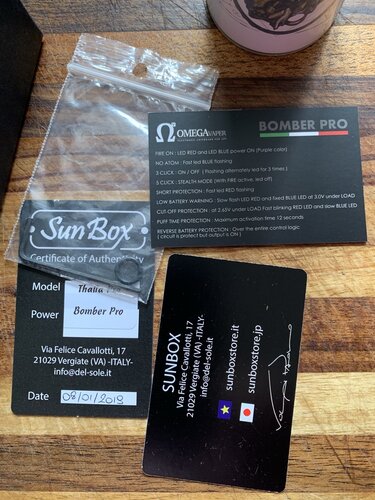 Sun Box
Certificate of Authenticity
Model
Thalia
Power
Bomber Pro
Via Felice Cavallotti, 17
21029 Vergiate (VA) -ITALY-
info@del-sole.it
Date
08/01/2019
Ω OMEGA VAPER
BOMBER PRO
FIRE ON : LED RED and LED BLUE power ON (Purple color)
NO ATOM : Fast led BLUE flashing
3 CLICK : ON / OFF ( Flashing alternately led for 3 times )
5 CLICK : STEALTH MODE (With FIRE active, led off)
SHORT PROTECTION : Fast led RED flashing
LOW BATTERY WARNING : Slow flash LED RED and fixed BLUE LED at 3.0V under LOAD
CUT-OFF PROTECTION : at 2.65V under LOAD Fast blinking RED LED and slow BLUE LED
PUFF TIME PROTECTION : Maximum activation time 12 seconds
REVERSE BATTERY PROTECTION : Over the entire control logic
( circuit is protect but output is ON )
SUNBOX
Via Felice Cavallotti, 17
21029 Vergiate (VA) -ITALY-
info@del-sole.it
sunboxstore.it
sunboxstore.jp